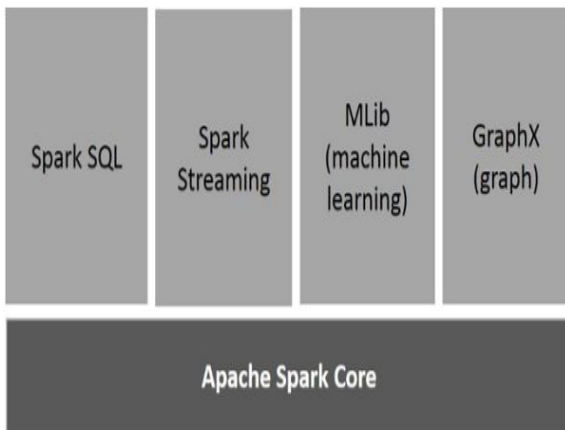 Spark SQL
Spark
Streaming
MLib
(machine
learning)
GraphX
(graph)
Apache Spark Core